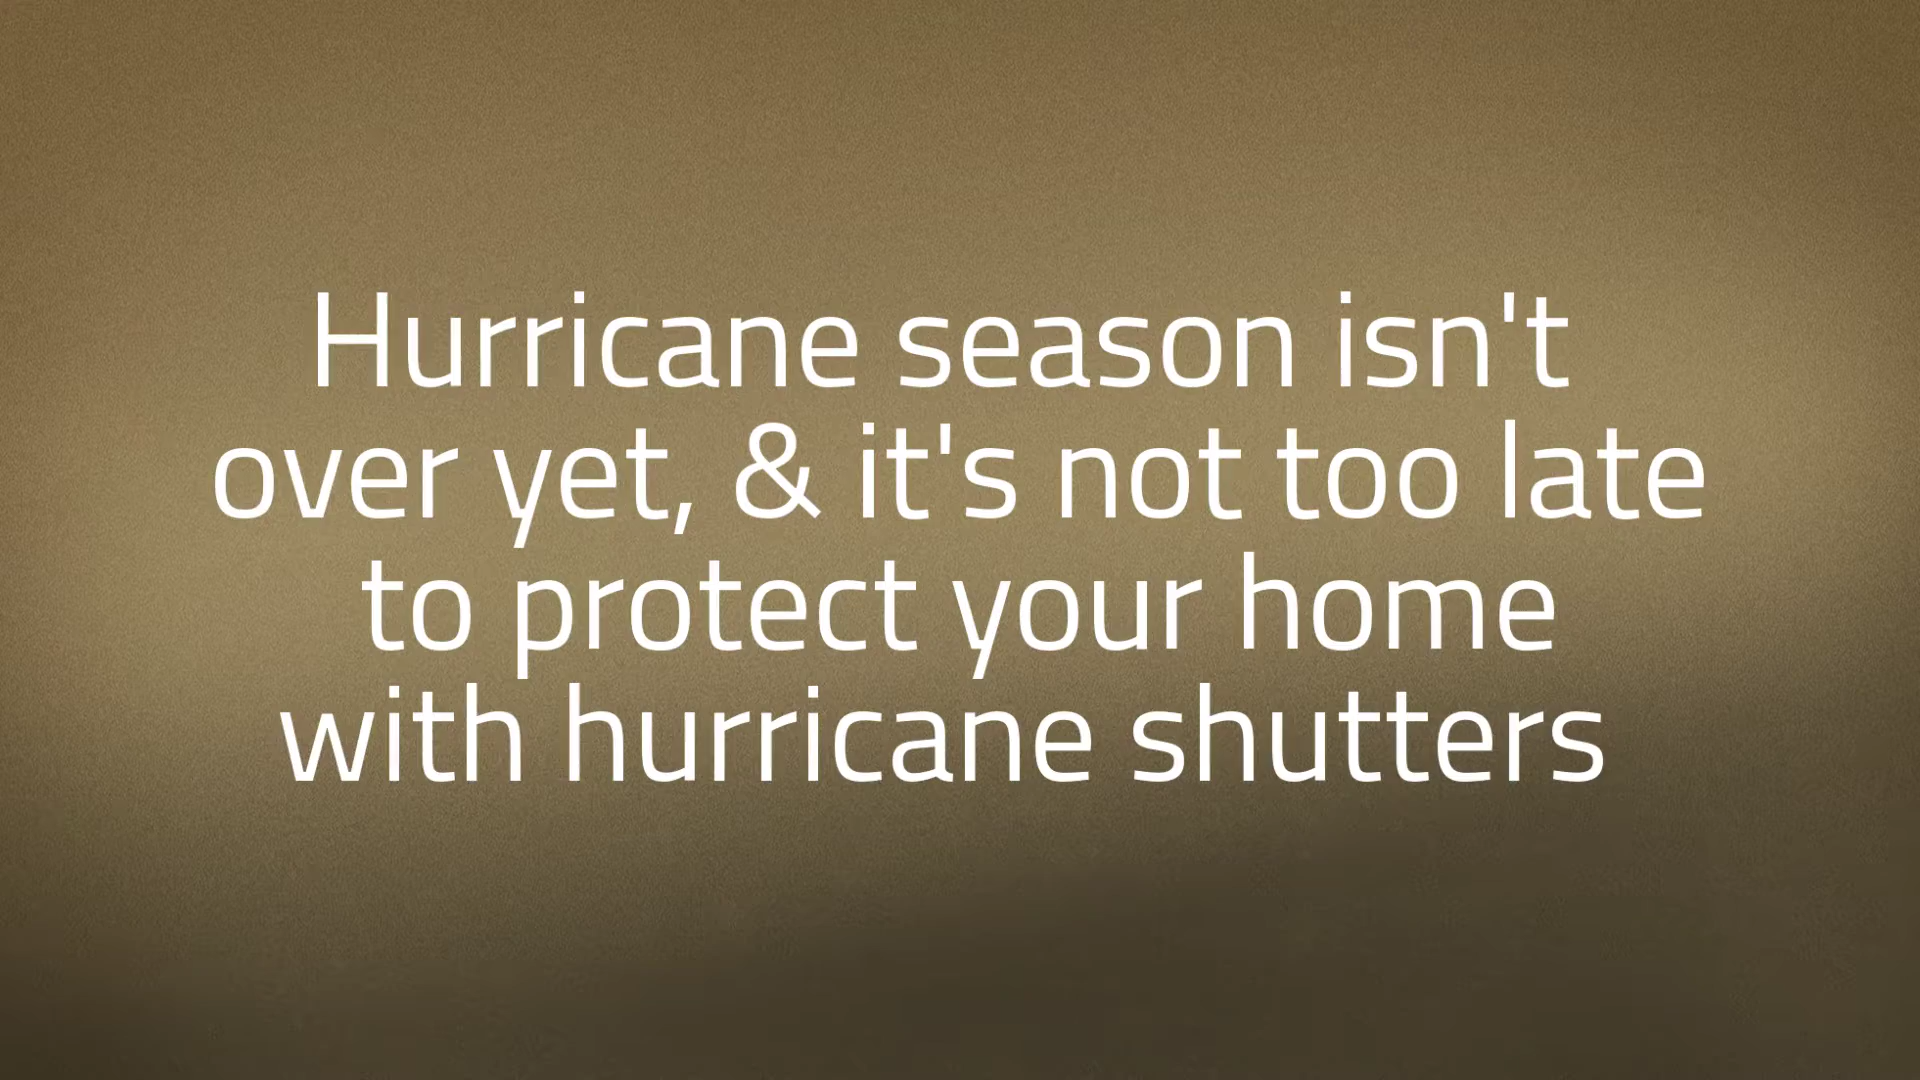 Hurricane season isn't
over yet, & it's not too late
to protect your home
with hurricane shutters